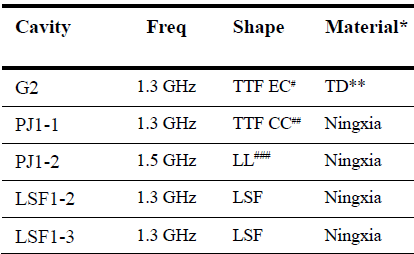 Cavity Freq Shape Material*
G2 1.3 GHz TTF EC# TD**
PJ1-1 1.3 GHz TTF CC## Ningxia
PJ1-2 1.5 GHz LL### Ningxia
LSF1-2 1.3 GHz LSF Ningxia
LSF1-3 1.3 GHz LSF Ningxia